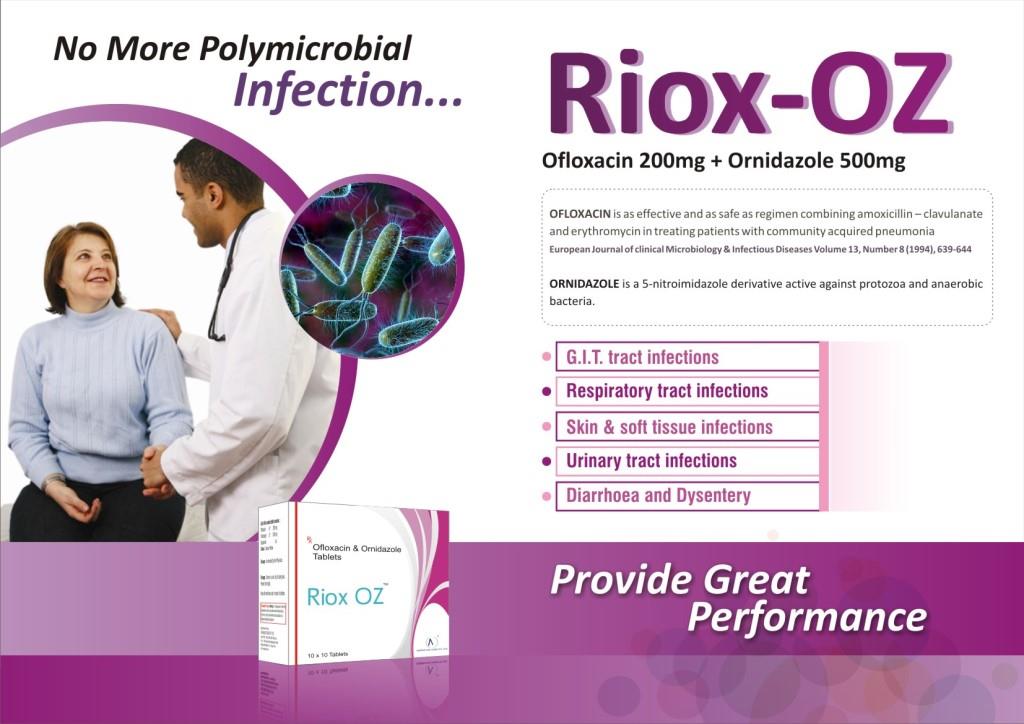 No More Polymicrobial
Infection...
Riox-OZ
Ofloxacin 200mg + Ornidazole 500mg
OFLOXACIN is as effective and as safe as regimen combining amoxicillin – clavulanate
and erythromycin in treating patients with community acquired pneumonia
European Journal of clinical Microbiology & Infectious Diseases Volume 13, Number 8 (1994), 639-644
ORNIDAZOLE is a 5-nitroimidazole derivative active against protozoa and anaerobic
bacteria.
G.I.T. tract infections
Respiratory tract infections
Skin & soft tissue infections
Urinary tract infections
Diarrhoea and Dysentery
Rx
Ofloxacin & Ornidazole
Tablets
Riox OZ™
10 x 10 Tablets
Provide Great
Performance